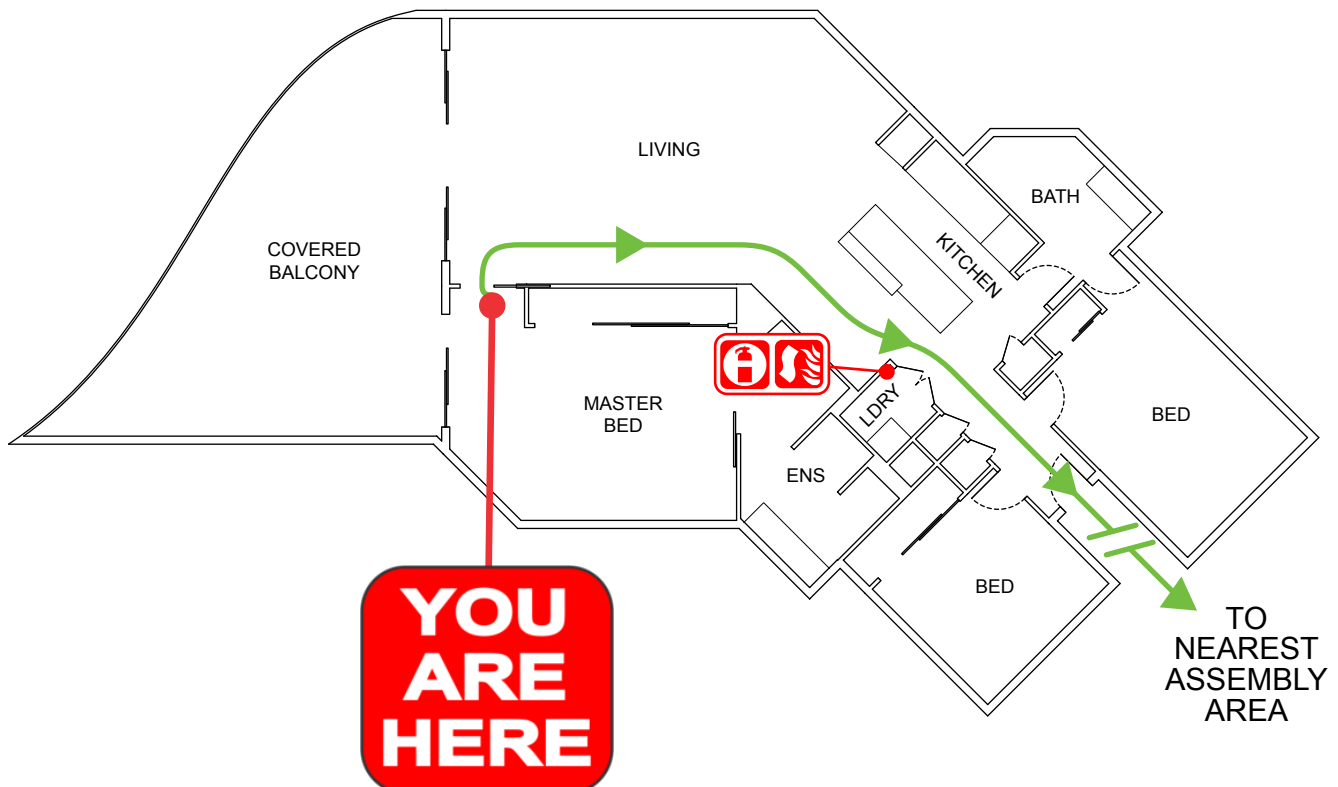 LIVING
BATH
COVERED
BALCONY
KITCHEN
MASTER
BED
LDRY
BED
ENS
BED
YOU
ARE
HERE
TO
NEAREST
ASSEMBLY
AREA